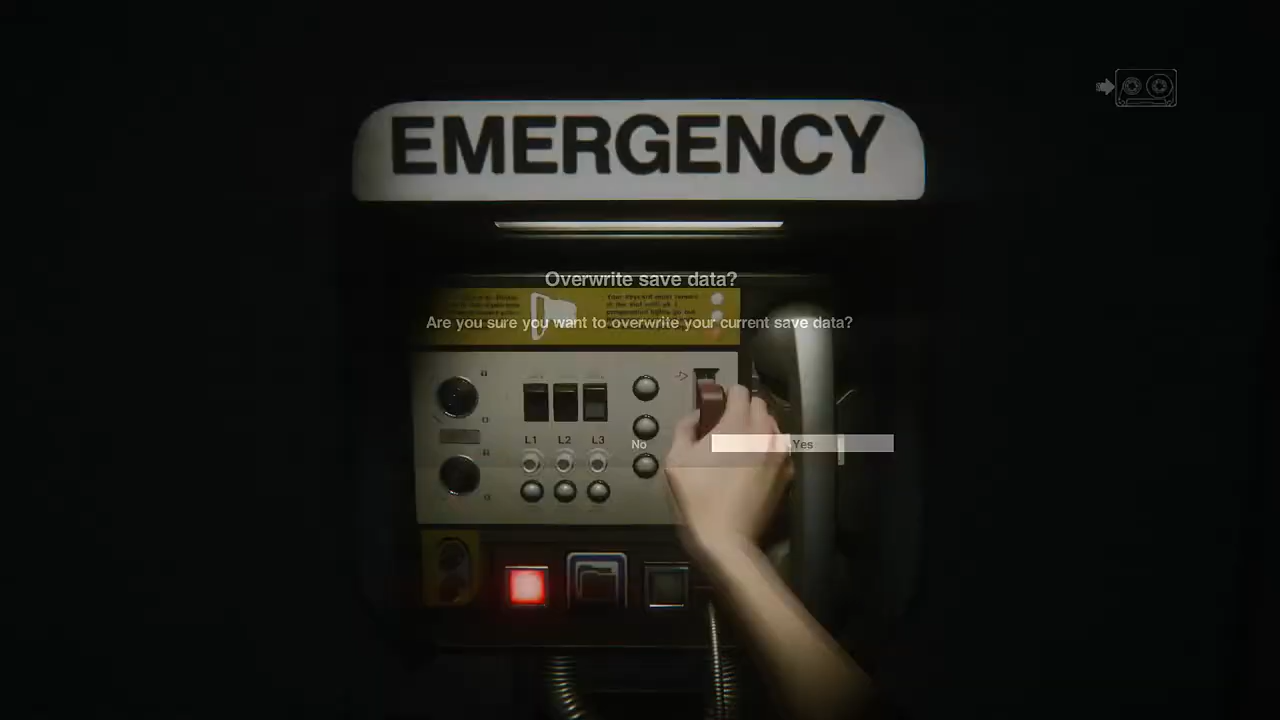 EMERGENCY
Overwrite save data?
Are you sure you want to overwrite your current save data?
L1 L2 L3
No Yes